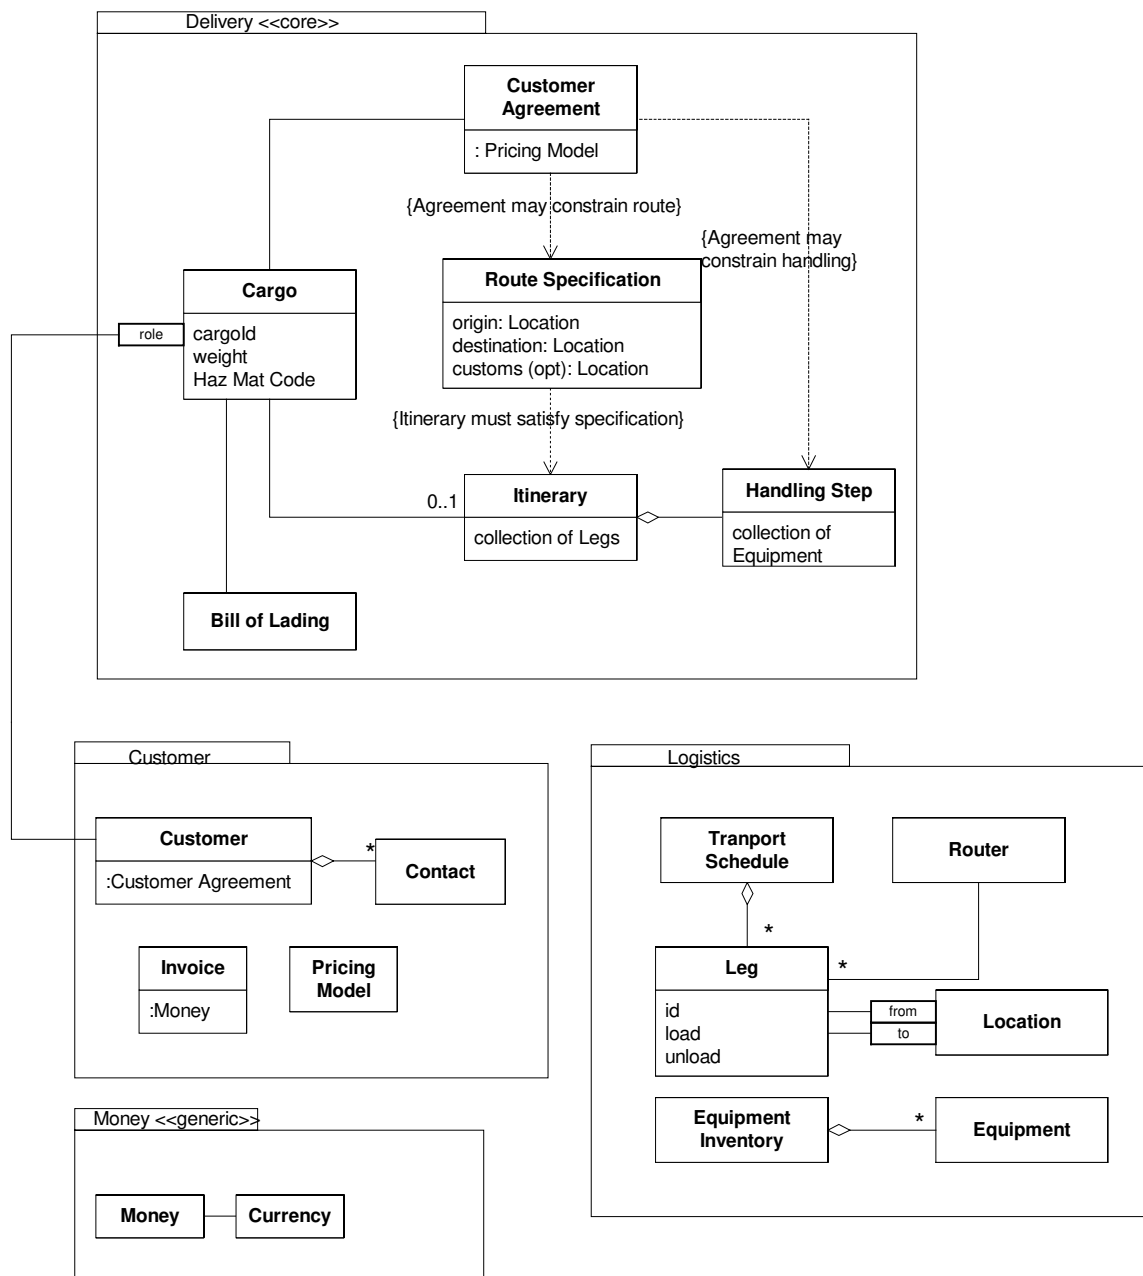 Delivery <<core>>
Customer
Agreement
: Pricing Model
{Agreement may constrain route}
{Agreement may
constrain handling}
Cargo
role
cargoId
weight
Haz Mat Code
Route Specification
origin: Location
destination: Location
customs (opt): Location
{Itinerary must satisfy specification}
0..1
Itinerary
collection of Legs
Handling Step
collection of
Equipment
Bill of Lading
Customer
Customer
:Customer Agreement
*
Contact
Invoice
:Money
Pricing
Model
Logistics
Tranport
Schedule
Router
*
*
Leg
id
load
unload
from
to
Location
Equipment
Inventory
*
Equipment
Money <<generic>>
Money
Currency